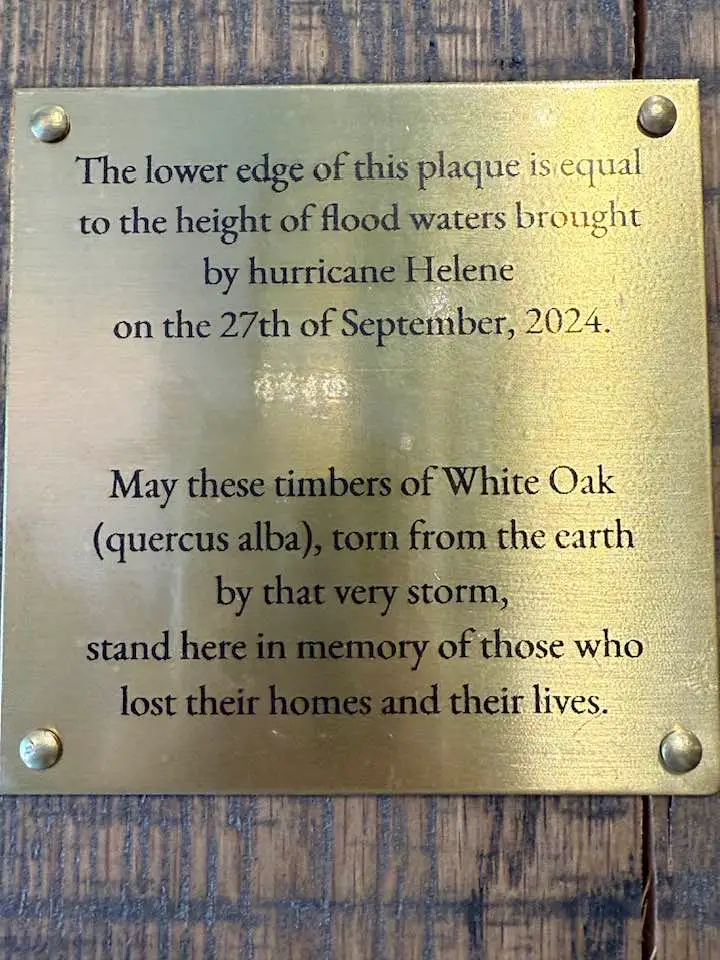 The lower edge of this plaque is equal
to the height of flood waters brought
by hurricane Helene
on the 27th of September, 2024.
May these timbers of White Oak
(quercus alba), torn from the earth
by that very storm,
stand here in memory of those who
lost their homes and their lives.